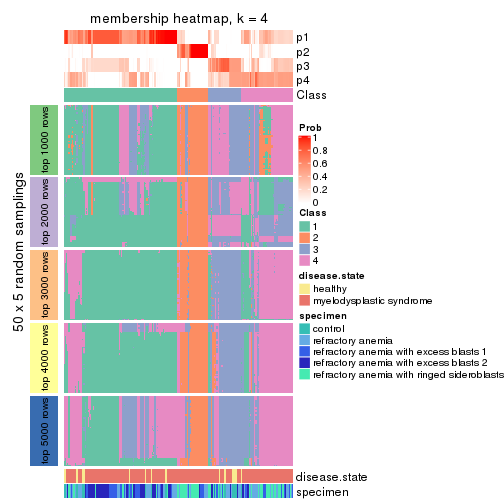 membership heatmap, k = 4
p1
p2
p3
p4
Class
50 x 5 random samplings
top 1000 rows
top 2000 rows
top 3000 rows
top 4000 rows
top 5000 rows
disease.state
specimen
Prob
1
0.8
0.6
0.4
0.2
0
Class
1
2
3
4
disease.state
healthy
myelodysplastic syndrome
specimen
control
refractory anemia
refractory anemia with excess blasts 1
refractory anemia with excess blasts 2
refractory anemia with ringed sideroblasts